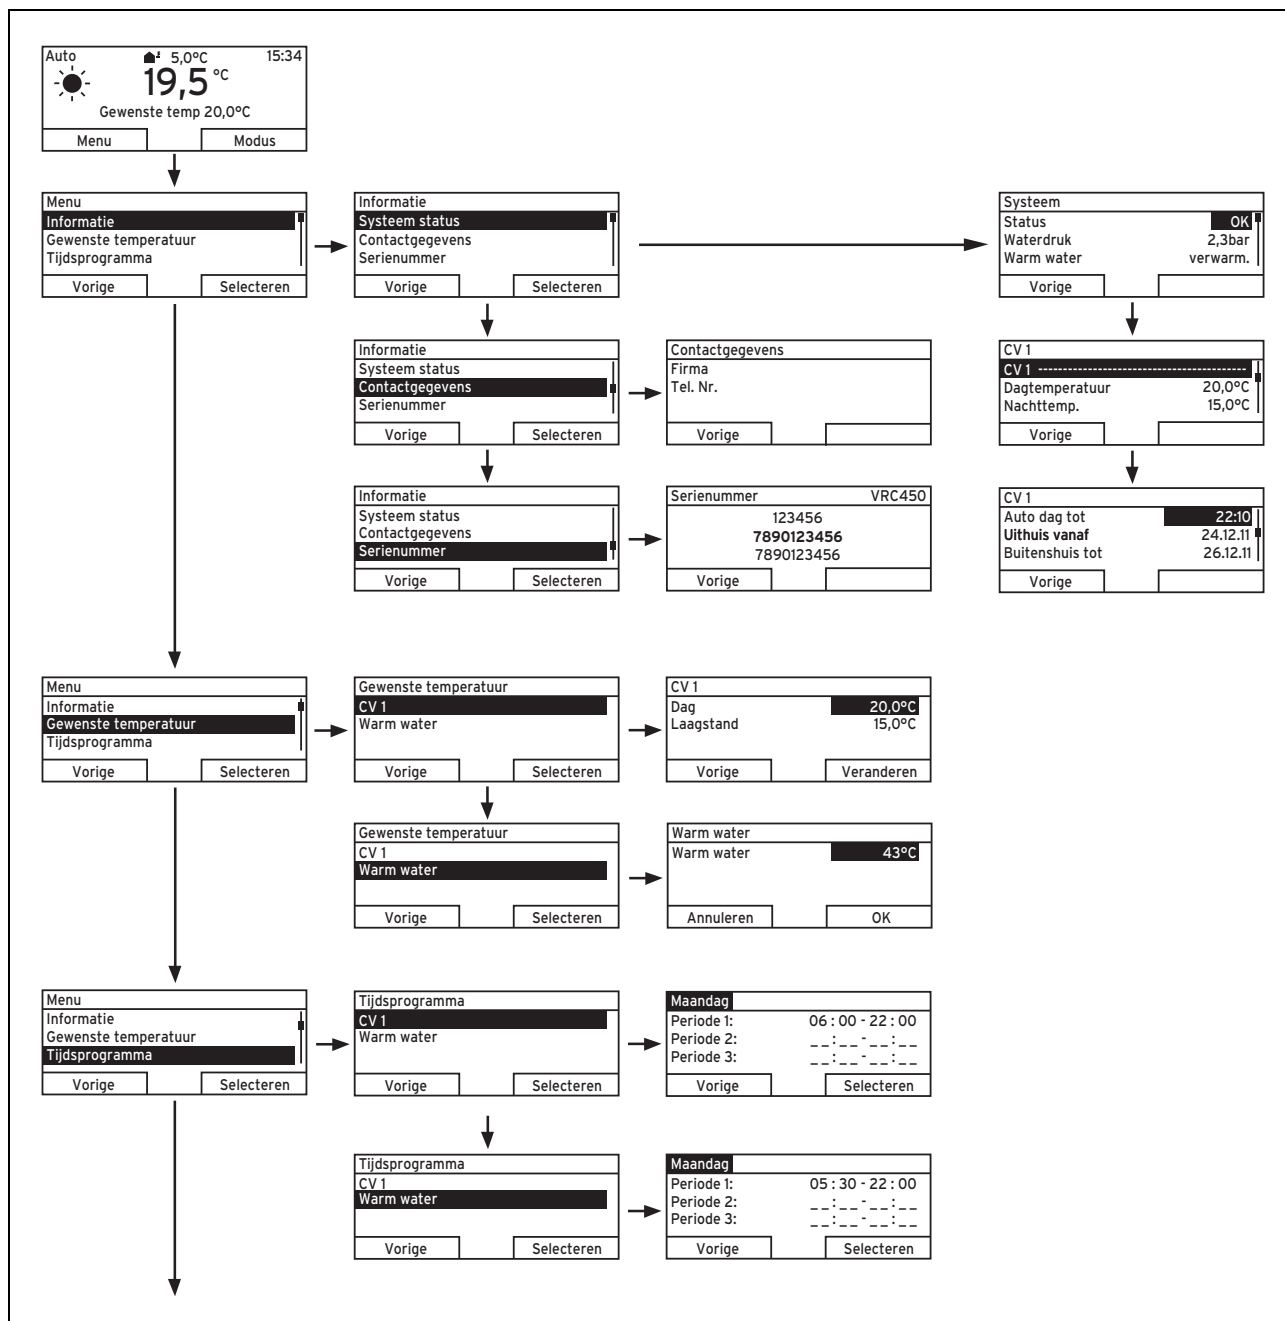 Auto 5,0°C 15:34
19,5 °C
Gewenste temp 20,0°C
Menu Modus
Menu
Informatie
Gewenste temperatuur
Tijdsprogramma
Vorige Selecteren
Informatie
Systeem status
Contactgegevens
Serienummer
Vorige Selecteren
Systeem
Status OK
Waterdruk 2,3bar
Warm water verwarm.
Vorige
Informatie
Systeem status
Contactgegevens
Serienummer
Vorige Selecteren
Contactgegevens
Firma
Tel. Nr.
Vorige
CV 1
CV 1 ------------------------------------------
Dagtemperatuur 20,0°C
Nachttemp. 15,0°C
Vorige
Informatie
Systeem status
Contactgegevens
Serienummer
Vorige Selecteren
Serienummer VRC450
123456
7890123456
7890123456
Vorige
CV 1
Auto dag tot 22:10
Uithuis vanaf 24.12.11
Buitenshuis tot 26.12.11
Vorige
Menu
Informatie
Gewenste temperatuur
Tijdsprogramma
Vorige Selecteren
Gewenste temperatuur
CV 1
Warm water
Vorige Selecteren
CV 1
Dag 20,0°C
Laagstand 15,0°C
Vorige Veranderen
Gewenste temperatuur
CV 1
Warm water
Vorige Selecteren
Warm water
Warm water 43°C
Annuleren OK
Menu
Informatie
Gewenste temperatuur
Tijdsprogramma
Vorige Selecteren
Tijdsprogramma
CV 1
Warm water
Vorige Selecteren
Maandag
Periode 1: 06 : 00 - 22 : 00
Periode 2: _ _ : _ _ - _ _ : _ _
Periode 3: _ _ : _ _ - _ _ : _ _
Vorige Selecteren
Tijdsprogramma
CV 1
Warm water
Vorige Selecteren
Maandag
Periode 1: 05 : 30 - 22 : 00
Periode 2: _ _ : _ _ - _ _ : _ _
Periode 3: _ _ : _ _ - _ _ : _ _
Vorige Selecteren